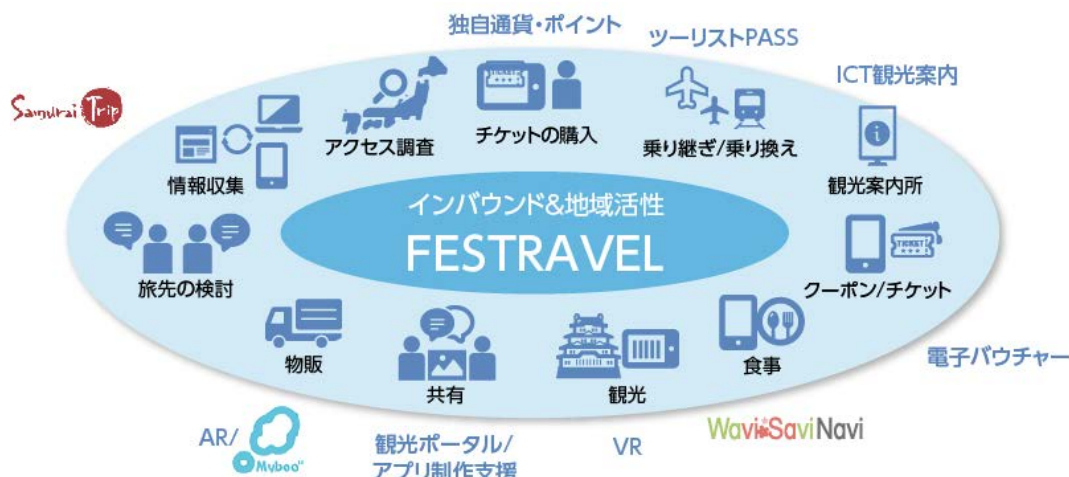 独自通貨・ポイント
ツーリストPASS
ICT観光案内
Samurai Trip
アクセス調査
チケットの購入
乗り継ぎ/乗り換え
情報収集
観光案内所
インバウンド&地域活性
FESTRAVEL
TICKET
旅先の検討
クーポン/チケット
物販
共有
観光
食事
電子バウチャー
AR/
Mybea
観光ポータル/
アプリ制作支援
VR
Wavi Savi Navi